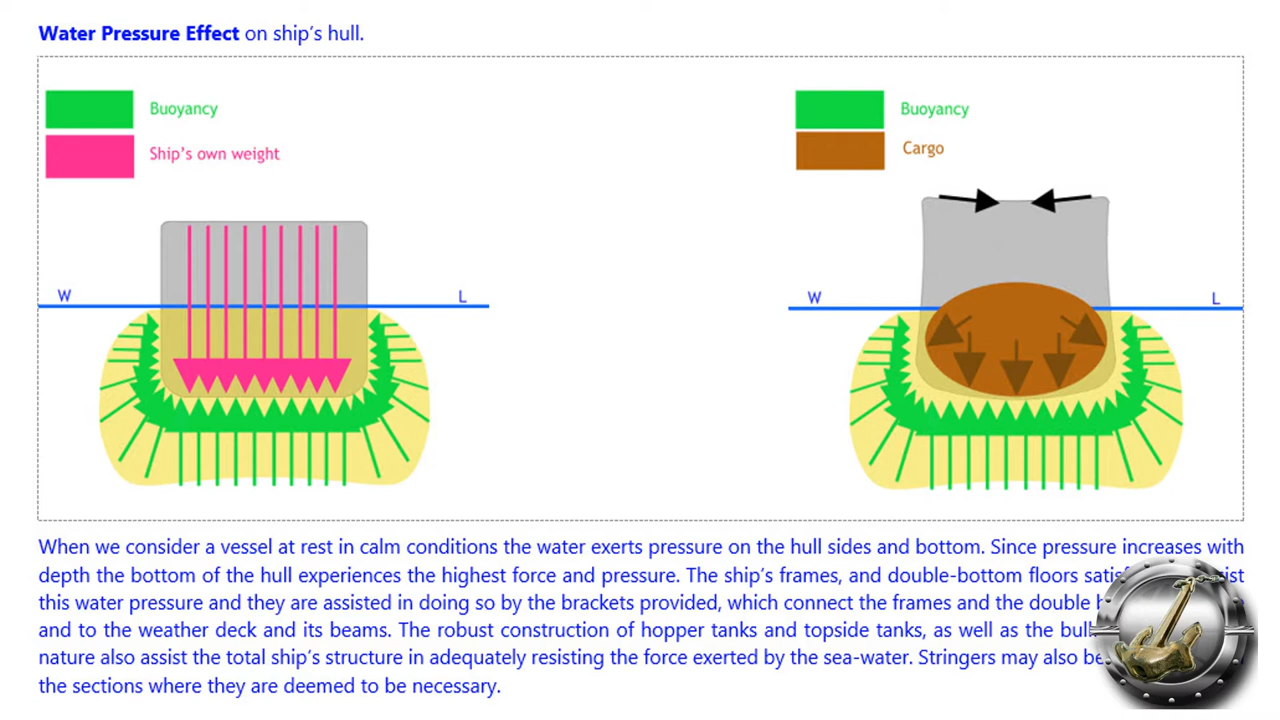 Water Pressure Effect on ship's hull.
Buoyancy
Ship's own weight
Buoyancy
Cargo
W L
W L
When we consider a vessel at rest in calm conditions the water exerts pressure on the hull sides and bottom. Since pressure increases with
depth the bottom of the hull experiences the highest force and pressure. The ship's frames, and double-bottom floors
this water pressure and they are assisted in doing so by the brackets provided, which connect the frames and the double
and to the weather deck and its beams. The robust construction of hopper tanks and topside tanks, as well as the
nature also assist the total ship's structure in adequately resisting the force exerted by the sea-water. Stringers may also
the sections where they are deemed to be necessary.